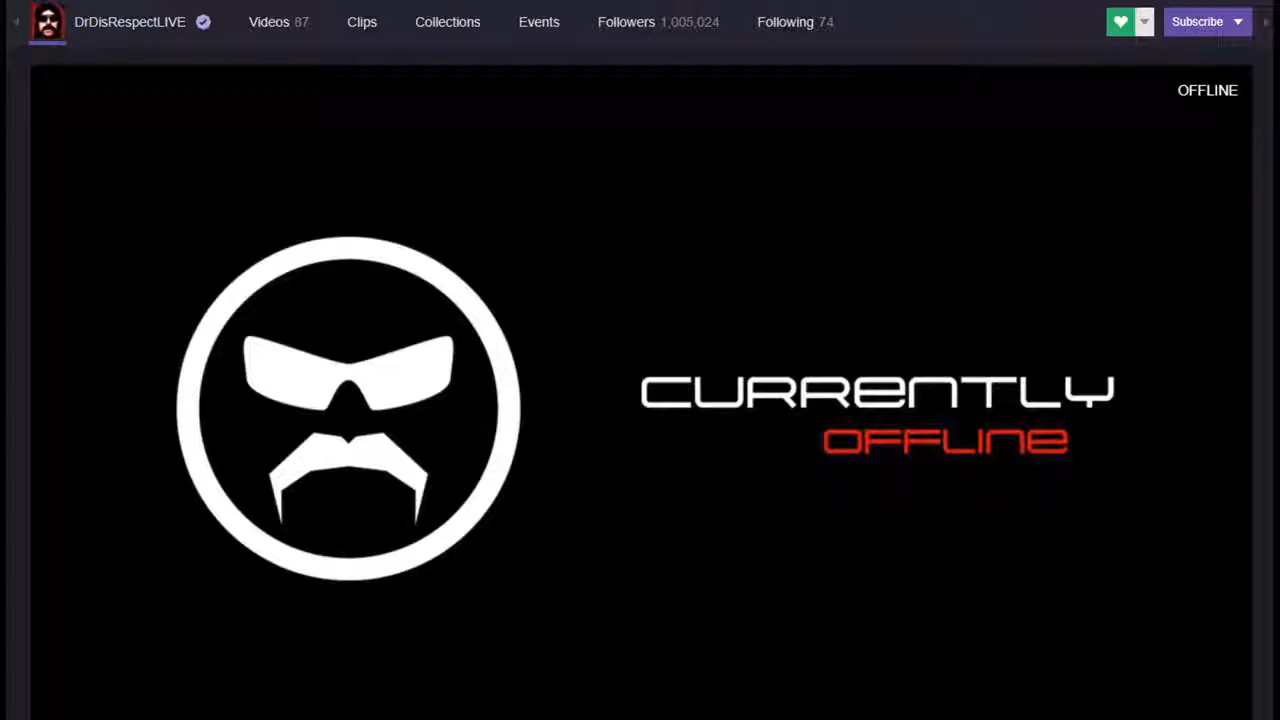 DrDisRespectLIVE Videos 87 Clips Collections Events Followers 1,005,024 Following 74 Subscribe
OFFLINE
CURRENTLY
OFFLINE